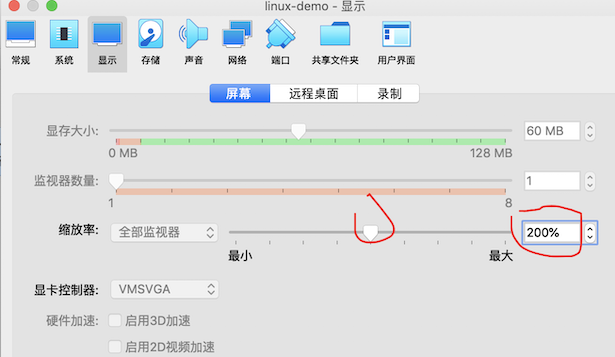 linux-demo - 显示
常规 系统 显示 存储 声音 网络 端口 共享文件夹 用户界面
屏幕 远程桌面 录制
显存大小: 60 MB
0 MB 128 MB
监视器数量: 1
1 8
缩放率: 全部监视器 200%
最小 最大
显卡控制器: VMSVGA
硬件加速: 启用3D加速
启用2D视频加速